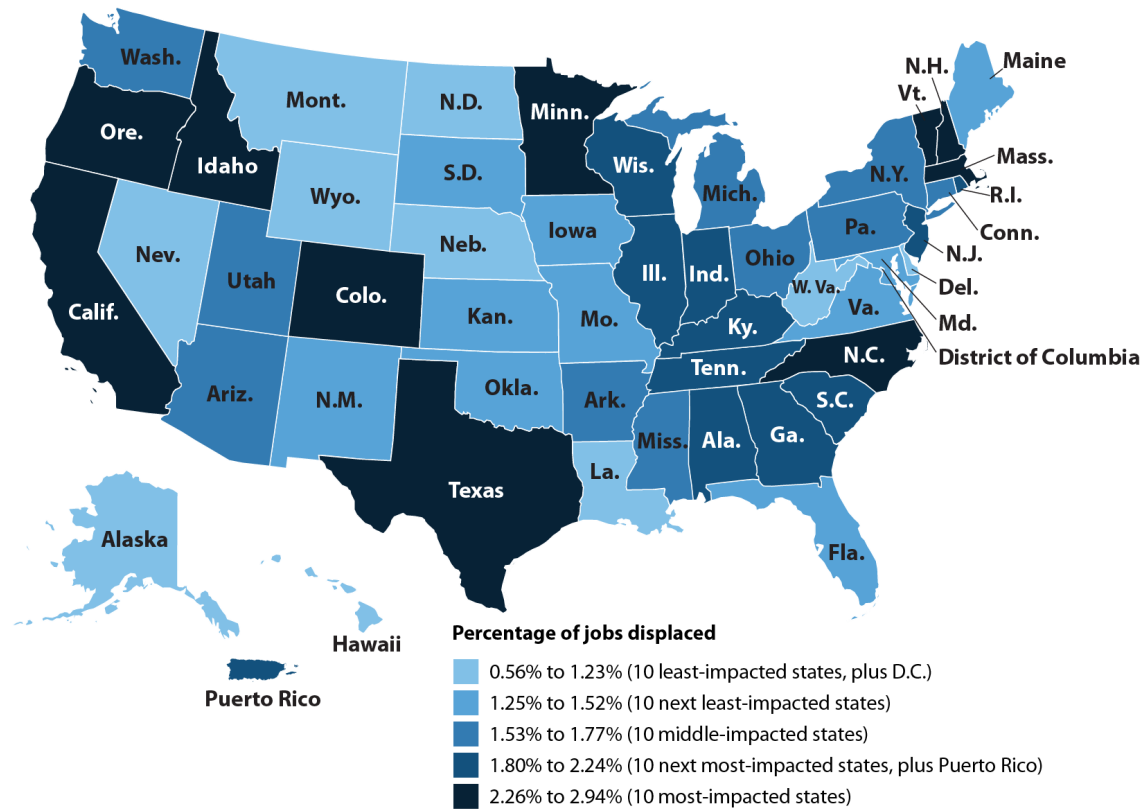 Wash.
Mont.
N.D.
Minn.
N.H.
Maine
Vt.
Ore.
Idaho
S.D.
Wis.
Mich.
N.Y.
Mass.
R.I.
Wyo.
Conn.
Nev.
Neb.
Iowa
Pa.
N.J.
Utah
Colo.
Ill.
Ind.
Ohio
Del.
Calif.
Kan.
Mo.
W. Va.
Va.
Md.
Ky.
District of Columbia
N.C.
Tenn.
Ariz.
N.M.
Okla.
Ark.
S.C.
Miss.
Ala.
Ga.
La.
Texas
Alaska
Fla.
Hawaii
Puerto Rico
Percentage of jobs displaced
0.56% to 1.23% (10 least-impacted states, plus D.C.)
1.25% to 1.52% (10 next least-impacted states)
1.53% to 1.77% (10 middle-impacted states)
1.80% to 2.24% (10 next most-impacted states, plus Puerto Rico)
2.26% to 2.94% (10 most-impacted states)